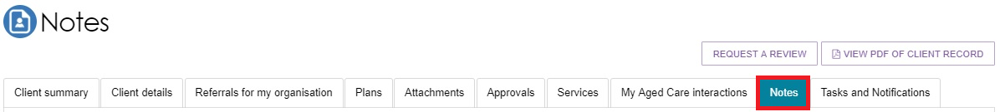 Notes
REQUEST A REVIEW
VIEW PDF OF CLIENT RECORD
Client summary
Client details
Referrals for my organisation
Plans
Attachments
Approvals
Services
My Aged Care interactions
Notes
Tasks and Notifications